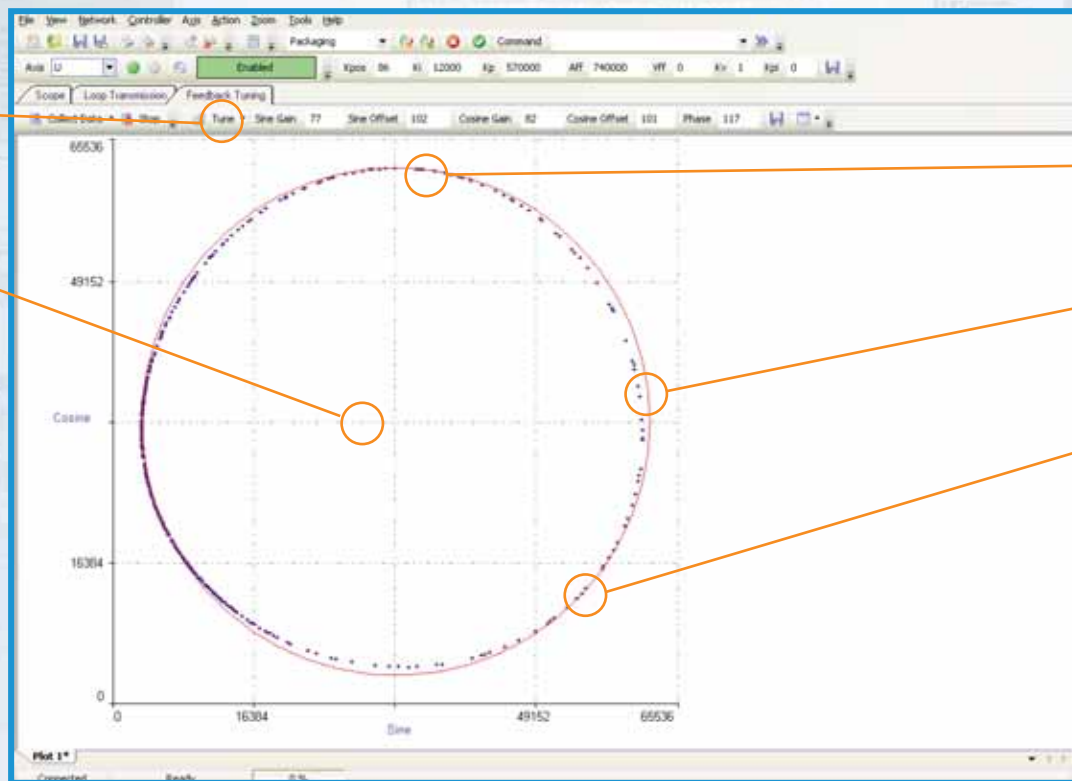 File View Network Controller Axis Action Zoom Tools Help
Packaging Command
Axis U Enabled Kpos 86 Ki 12000 Kp 570000 Aff 740000 Vff 0 Kv 1 Kpi 0
Scope Loop Transmission Feedback Tuning
Collect Data Stop Tune Sine Gain 77 Sine Offset 102 Cosine Gain 82 Cosine Offset 101 Phase 117
65536
49152
Cosine
16384
0
0 16384 49152 65536
Sine
Plot 1*
Connected Ready 0 %